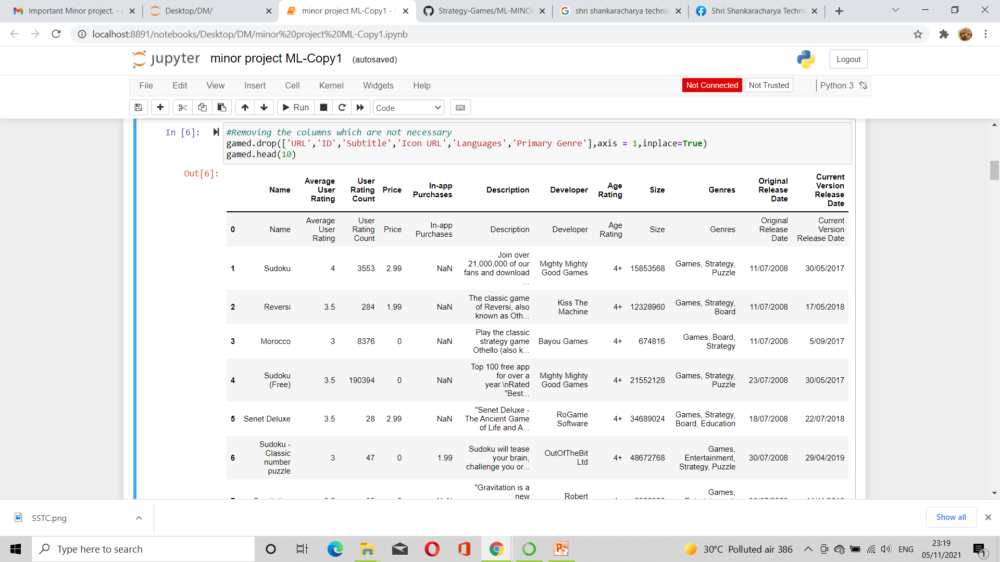 Important Minor project. -
Desktop/DM/
minor project ML-Copy1 - J
Strategy-Games/ML-MINOR
shri shankaracharya technic
Shri Shankaracharya Techni
localhost:8891/notebooks/Desktop/DM/minor%20project%20ML-Copy1.ipynb
jupyter minor project ML-Copy1 (autosaved)
Logout
File Edit View Insert Cell Kernel Widgets Help
Not Connected Not Trusted Python 3
Run Code
In [6]: #Removing the columns which are not necessary
gamed.drop(['URL','ID','Subtitle','Icon URL','Languages','Primary Genre'],axis = 1,inplace=True)
gamed.head(10)
Out[6]:
Name Average User Rating User Rating Count Price In-app Purchases Description Developer Age Rating Size Genres Original Release Date Current Version Release Date
0 Name Average User Rating User Rating Count Price In-app Purchases Description Developer Age Rating Size Genres Original Release Date Current Version Release Date
1 Sudoku 4 3553 2.99 NaN Join over 21,000,000 of our fans and download ... Mighty Mighty Good Games 4+ 15853568 Games, Strategy, Puzzle 11/07/2008 30/05/2017
2 Reversi 3.5 284 1.99 NaN The classic game of Reversi, also known as Oth... Kiss The Machine 4+ 12328960 Games, Strategy, Board 11/07/2008 17/05/2018
3 Morocco 3 8376 0 NaN Play the classic strategy game Othello (also k... Bayou Games 4+ 674816 Games, Board, Strategy 11/07/2008 5/09/2017
4 Sudoku (Free) 3.5 190394 0 NaN Top 100 free app for over a year.\nRated "Best... Mighty Mighty Good Games 4+ 21552128 Games, Strategy, Puzzle 23/07/2008 30/05/2017
5 Senet Deluxe 3.5 28 2.99 NaN "Senet Deluxe - The Ancient Game of Life and A... RoGame Software 4+ 34689024 Games, Strategy, Board, Education 18/07/2008 22/07/2018
6 Sudoku - Classic number puzzle 3 47 0 1.99 Sudoku will tease your brain, challenge you or... OutOfTheBit Ltd 4+ 48672768 Games, Entertainment, Strategy, Puzzle 30/07/2008 29/04/2019
"Gravitation is a new Robert Games,
SSTC.png
Show all
Type here to search
30°C Polluted air 386
ENG
23:19
05/11/2021
1